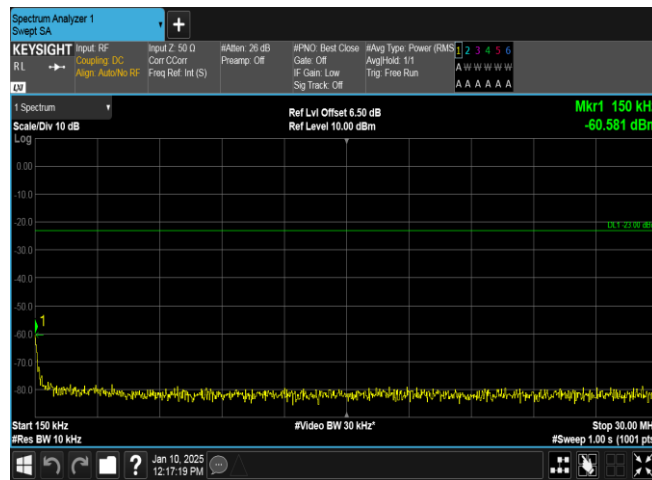 Spectrum Analyzer 1
Swept SA
+
KEYSIGHT
R L
LXI
Input: RF
Coupling: DC
Align: Auto/No RF
Input Z: 50 Ω
Corr CCorr
Freq Ref: Int (S)
#Atten: 26 dB
Preamp: Off
#PNO: Best Close
Gate: Off
IF Gain: Low
Sig Track: Off
#Avg Type: Power (RMS
Avg|Hold: 1/1
Trig: Free Run
1 2 3 4 5 6
A W W W W W
A A A A A A
1 Spectrum
Scale/Div 10 dB
Log
Ref Lvl Offset 6.50 dB
Ref Level 10.00 dBm
Mkr1 150 kH
-60.581 dBn
0.00
-10.0
-20.0
DL1 -23.00 dB
-30.0
-40.0
-50.0
1
-60.0
-70.0
-80.0
Start 150 kHz
#Res BW 10 kHz
#Video BW 30 kHz*
Stop 30.00 MH
#Sweep 1.00 s (1001 pts
?
Jan 10, 2025
12:17:19 PM